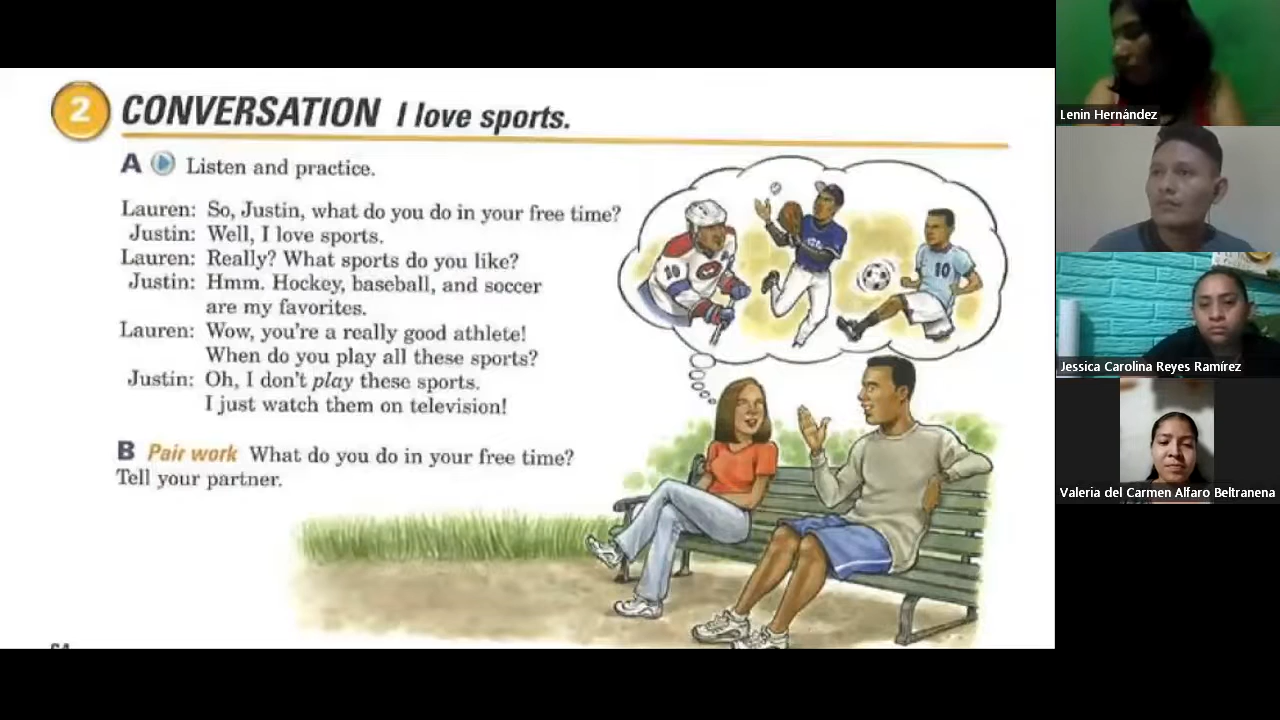 2 CONVERSATION I love sports.
A Listen and practice.
Lauren: So, Justin, what do you do in your free time?
Justin: Well, I love sports.
Lauren: Really? What sports do you like?
Justin: Hmm. Hockey, baseball, and soccer
are my favorites.
Lauren: Wow, you're a really good athlete!
When do you play all these sports?
Justin: Oh, I don't play these sports.
I just watch them on television!
B Pair work What do you do in your free time?
Tell your partner.
10
10
Lenin Hernández
Jessica Carolina Reyes Ramírez
Valeria del Carmen Alfaro Beltranena